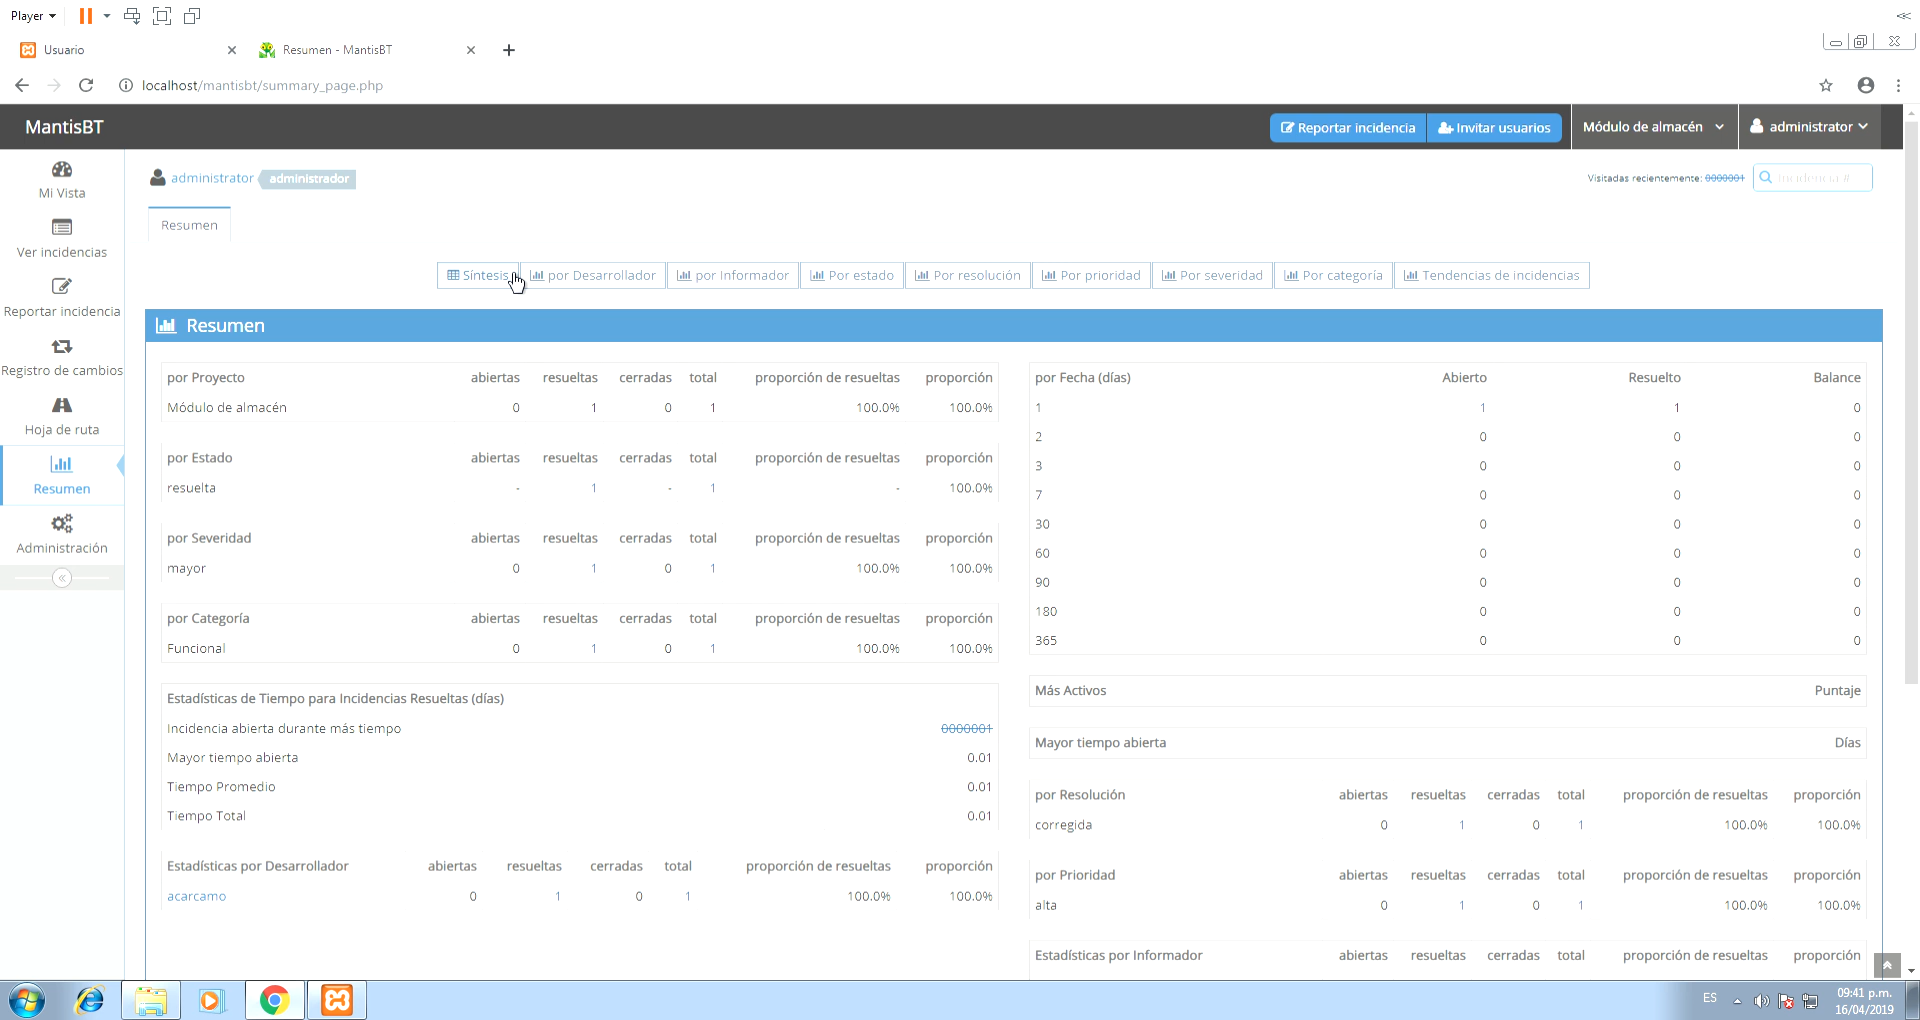 Player
Usuario
Resumen - MantisBT
localhost/mantisbt/summary_page.php
MantisBT
Reportar incidencia
Invitar usuarios
Módulo de almacén
administrator
Mi Vista
Ver incidencias
Reportar incidencia
Registro de cambios
Hoja de ruta
Resumen
Administración
administrator administrador
Visitadas recientemente: 0000001
Incidencia #
Resumen
Síntesis
por Desarrollador
por Informador
Por estado
Por resolución
Por prioridad
Por severidad
Por categoría
Tendencias de incidencias
Resumen
por Proyecto abiertas resueltas cerradas total proporción de resueltas proporción
Módulo de almacén 0 1 0 1 100.0% 100.0%
por Estado abiertas resueltas cerradas total proporción de resueltas proporción
resuelta - 1 - 1 - 100.0%
por Severidad abiertas resueltas cerradas total proporción de resueltas proporción
mayor 0 1 0 1 100.0% 100.0%
por Categoría abiertas resueltas cerradas total proporción de resueltas proporción
Funcional 0 1 0 1 100.0% 100.0%
Estadísticas de Tiempo para Incidencias Resueltas (días)
Incidencia abierta durante más tiempo 0000001
Mayor tiempo abierta 0.01
Tiempo Promedio 0.01
Tiempo Total 0.01
Estadísticas por Desarrollador abiertas resueltas cerradas total proporción de resueltas proporción
acarcamo 0 1 0 1 100.0% 100.0%
por Fecha (días) Abierto Resuelto Balance
1 1 1 0
2 0 0 0
3 0 0 0
7 0 0 0
30 0 0 0
60 0 0 0
90 0 0 0
180 0 0 0
365 0 0 0
Más Activos Puntaje
Mayor tiempo abierta Días
por Resolución abiertas resueltas cerradas total proporción de resueltas proporción
corregida 0 1 0 1 100.0% 100.0%
por Prioridad abiertas resueltas cerradas total proporción de resueltas proporción
alta 0 1 0 1 100.0% 100.0%
Estadísticas por Informador abiertas resueltas cerradas total proporción de resueltas proporción
ES
09:41 p.m.
16/04/2019